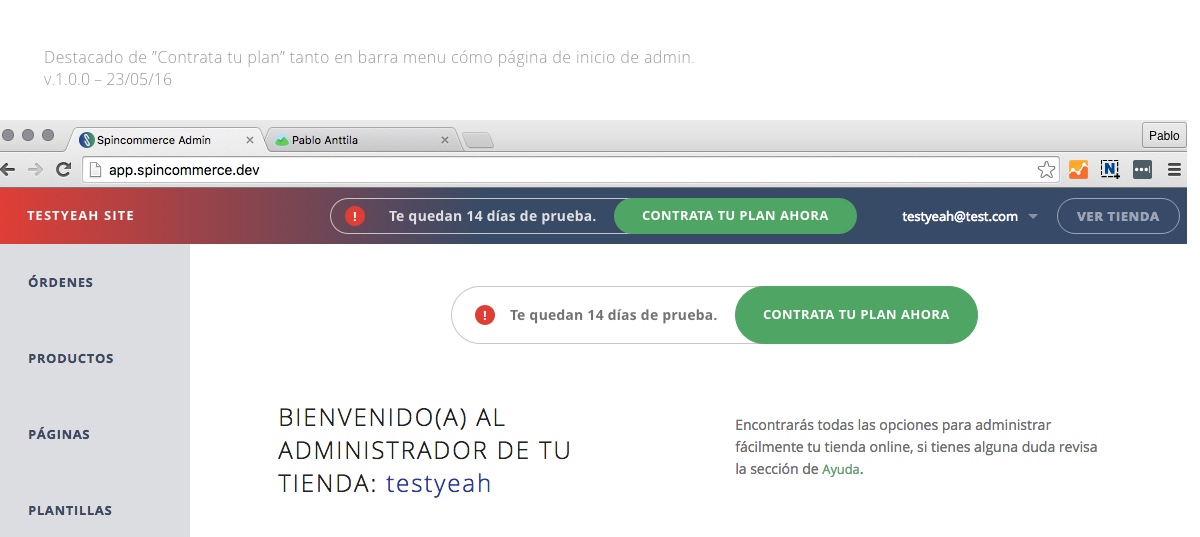 Destacado de ”Contrata tu plan” tanto en barra menu cómo página de inicio de admin.
v.1.0.0 – 23/05/16
Spincommerce Admin
Pablo Anttila
Pablo
app.spincommerce.dev
TESTYEAH SITE
! Te quedan 14 días de prueba. CONTRATA TU PLAN AHORA
testyeah@test.com
VER TIENDA
ÓRDENES
PRODUCTOS
PÁGINAS
PLANTILLAS
! Te quedan 14 días de prueba. CONTRATA TU PLAN AHORA
BIENVENIDO(A) AL
ADMINISTRADOR DE TU
TIENDA: testyeah
Encontrarás todas las opciones para administrar
fácilmente tu tienda online, si tienes alguna duda revisa
la sección de Ayuda.